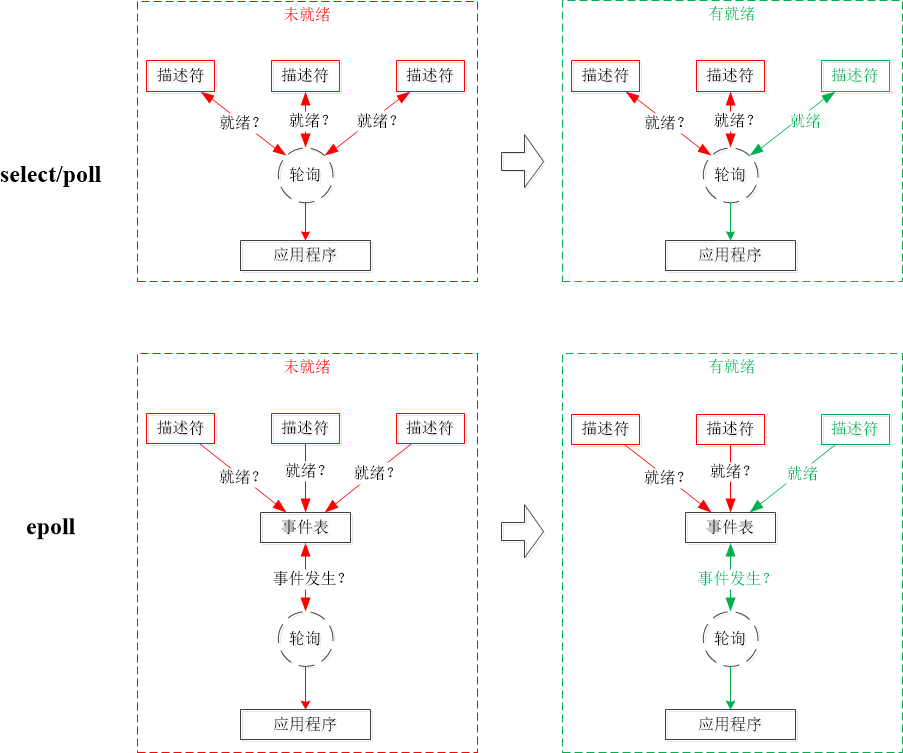 未就绪
有就绪
描述符 描述符 描述符
描述符 描述符 描述符
就绪？ 就绪？ 就绪？
就绪？ 就绪？ 就绪
select/poll
轮询
轮询
应用程序
应用程序
未就绪
有就绪
描述符 描述符 描述符
描述符 描述符 描述符
就绪？ 就绪？ 就绪？
就绪？ 就绪？ 就绪
epoll
事件表
事件表
事件发生？
事件发生？
轮询
轮询
应用程序
应用程序